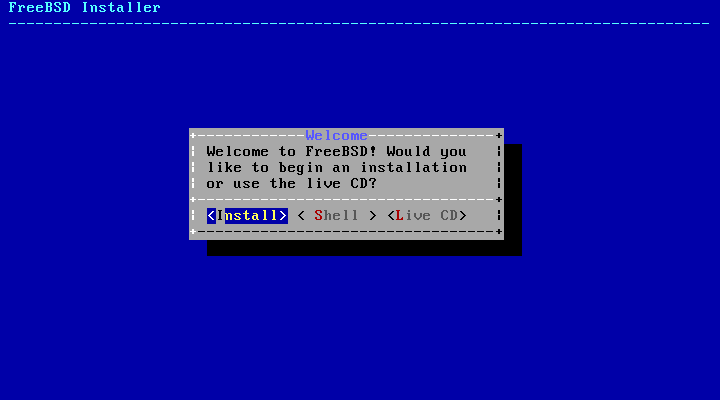 FreeBSD Installer
Welcome
Welcome to FreeBSD! Would you
like to begin an installation
or use the live CD?
<Install> < Shell > <Live CD>